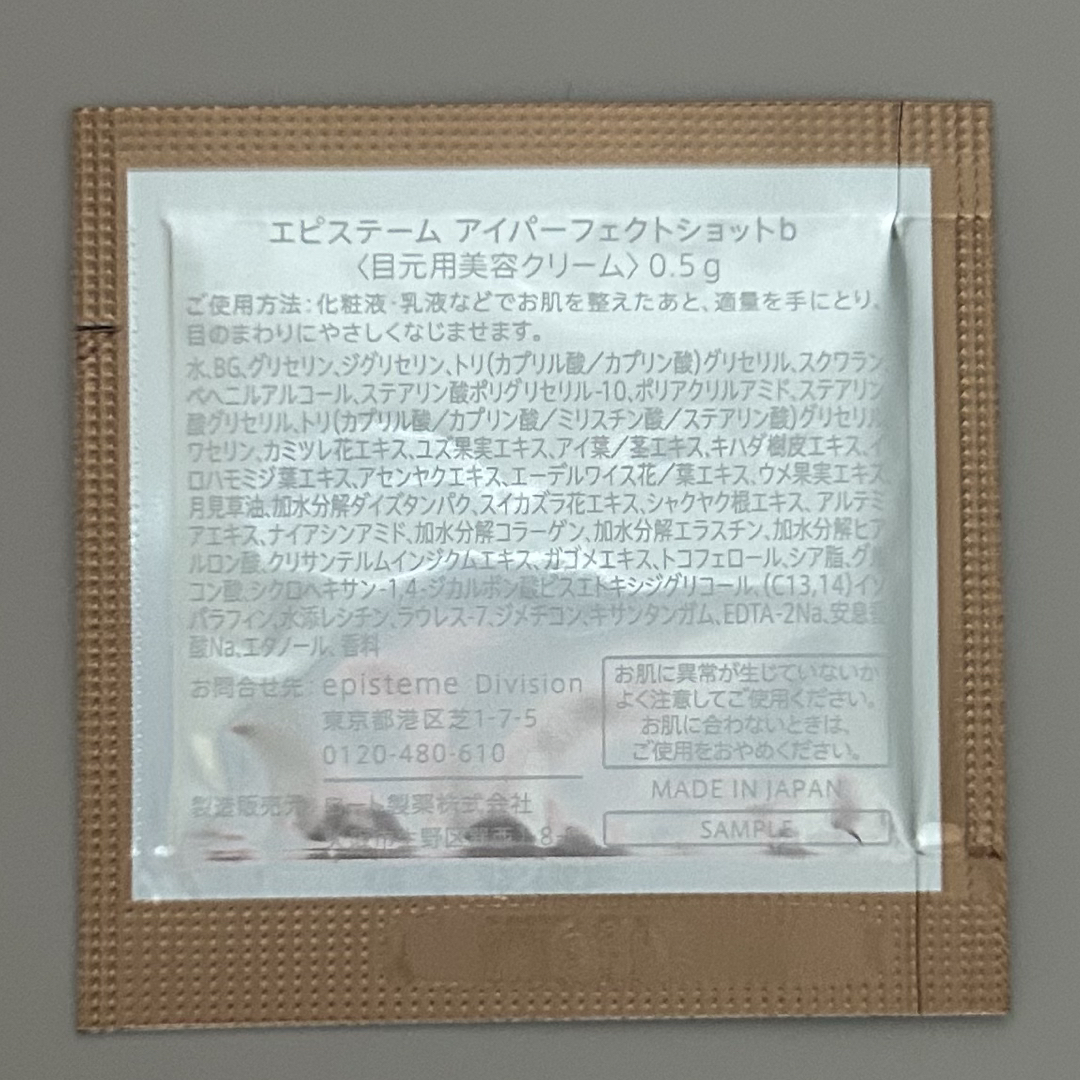 エピステーム アイパーフェクトショットb
〈目元用美容クリーム〉0.5g
ご使用方法：化粧液・乳液などでお肌を整えたあと、適量を手にとり、
目のまわりにやさしくなじませます。
水、BG、グリセリン、ジグリセリン、トリ(カプリル酸／カプリン酸)グリセリル、スクワラン
ベヘニルアルコール、ステアリン酸ポリグリセリル-10、ポリアクリルアミド、ステアリン
酸グリセリル、トリ(カプリル酸／カプリン酸／ミリスチン酸／ステアリン酸)グリセリル
ワセリン、カミツレ花エキス、ユズ果実エキス、アイ葉／茎エキス、キハダ樹皮エキス、イ
ロハモミジ葉エキス、アセンヤクエキス、エーデルワイス花／葉エキス、ウメ果実エキス
月見草油、加水分解ダイズタンパク、スイカズラ花エキス、シャクヤク根エキス、アルテミ
アエキス、ナイアシンアミド、加水分解コラーゲン、加水分解エラスチン、加水分解ヒア
ルロン酸、クリサンテルムインジクムエキス、ガゴメエキス、トコフェロール、シア脂、グル
コン酸、シクロヘキサン-1,4-ジカルボン酸ビスエトキシジグリコール、(C13,14)イソ
パラフィン、水添レシチン、ラウレス-7、ジメチコン、キサンタンガム、EDTA-2Na、安息香
酸Na、エタノール、香料
お問合せ先：episteme Division
東京都港区芝1-7-5
0120-480-610
製造販売元：ロート製薬株式会社
大阪市生野区巽西1-8-
お肌に異常が生じていないか
よく注意してご使用ください。
お肌に合わないときは、
ご使用をおやめください。
MADE IN JAPAN
SAMPLE